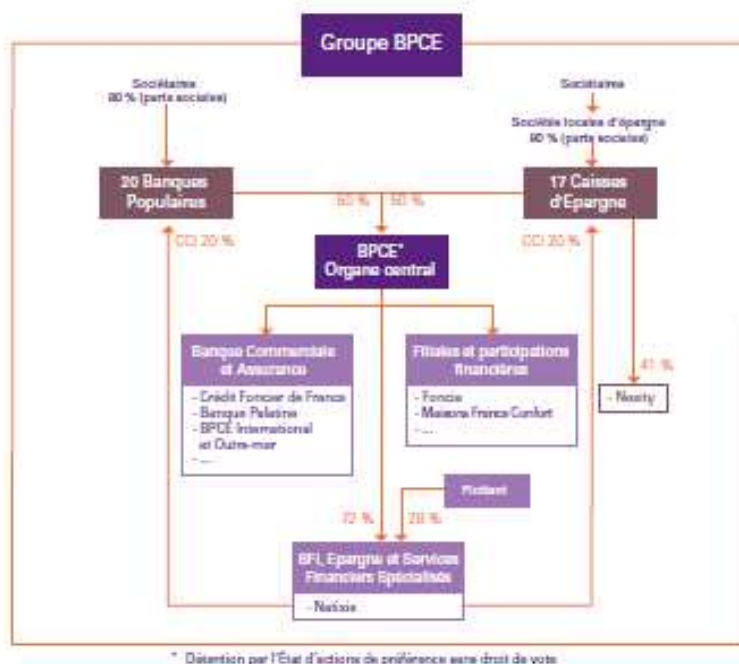 Groupe BPCE
Sociétaires
80 % (parts sociales)
Sociétaires
Société locale d'épargne
80 % (parts sociales)
20 Banques
Populaires
17 Caisses
d'Epargne
50 %
50 %
CCI 20 %
CCI 20 %
BPCE*
Organe central
Banque Commerciale
et Assurance
- Crédit Foncier de France
- Banque Palatine
- BPCE International
et Outre-mer
- ...
Filiales et participations
financières
- Foncia
- Maisons France Confort
- ...
41 %
- Nexity
Flottant
72 %
28 %
BFI, Epargne et Services
Financiers Spécialisés
- Natixis
* Détention par l'État d'actions de préférence sans droit de vote